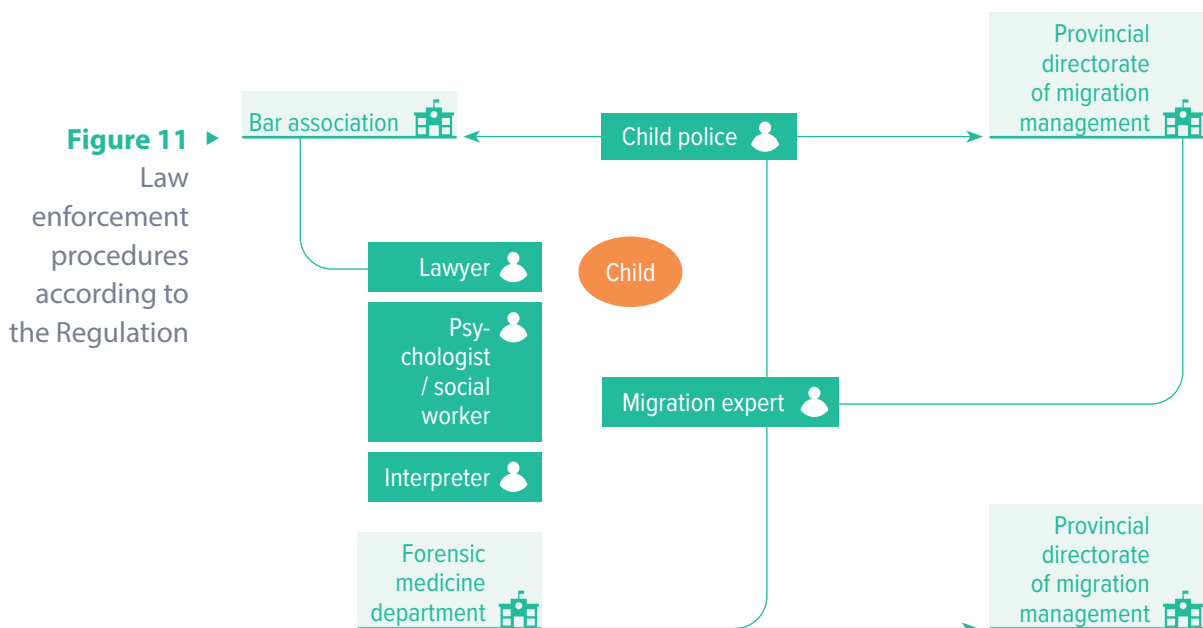 Figure 11
Law
enforcement
procedures
according to
the Regulation
Bar association
Child police
Provincial
directorate
of migration
management
Lawyer
Child
Psy-
chologist
/ social
worker
Migration expert
Interpreter
Forensic
medicine
department
Provincial
directorate
of migration
management